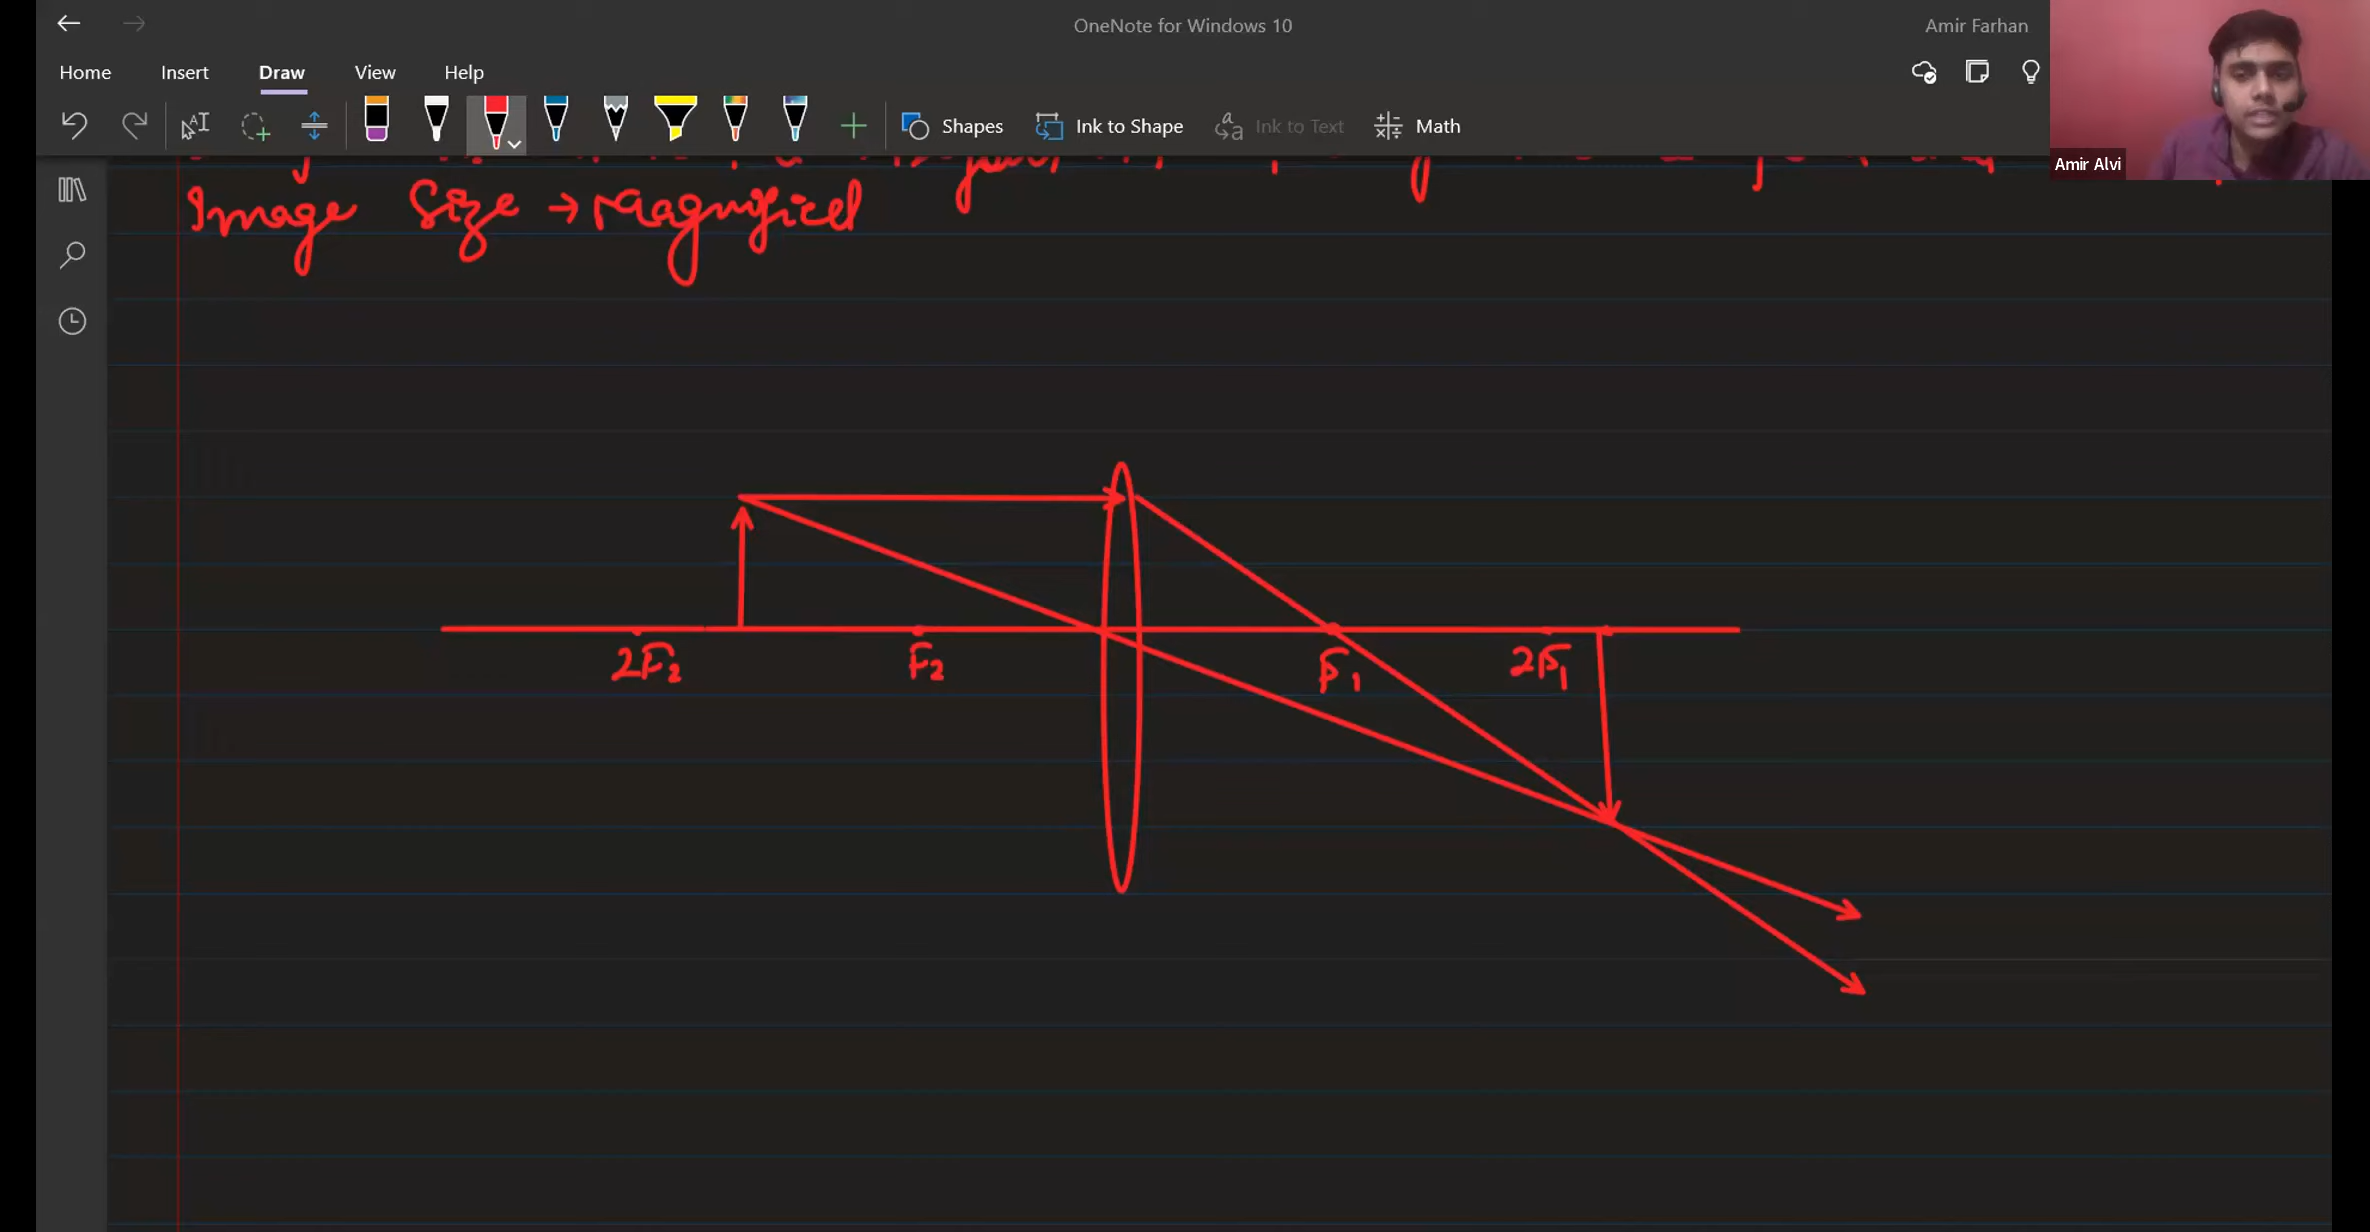 OneNote for Windows 10
Amir Farhan
Home Insert Draw View Help
Shapes Ink to Shape Ink to Text Math
Amir Alvi
Image Size → magnified
2F2 F2 F1 2F1